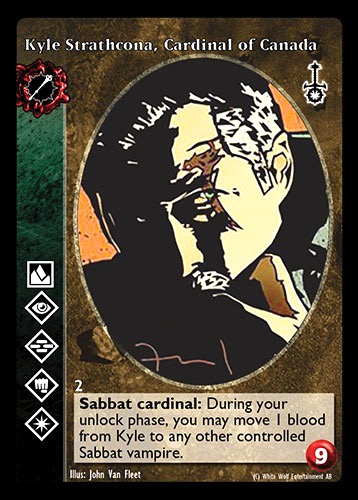 Kyle Strathcona, Cardinal of Canada
2
Sabbat cardinal: During your
unlock phase, you may move 1 blood
from Kyle to any other controlled
Sabbat vampire.
9
Illus: John Van Fleet
(C) White Wolf Entertainment AB